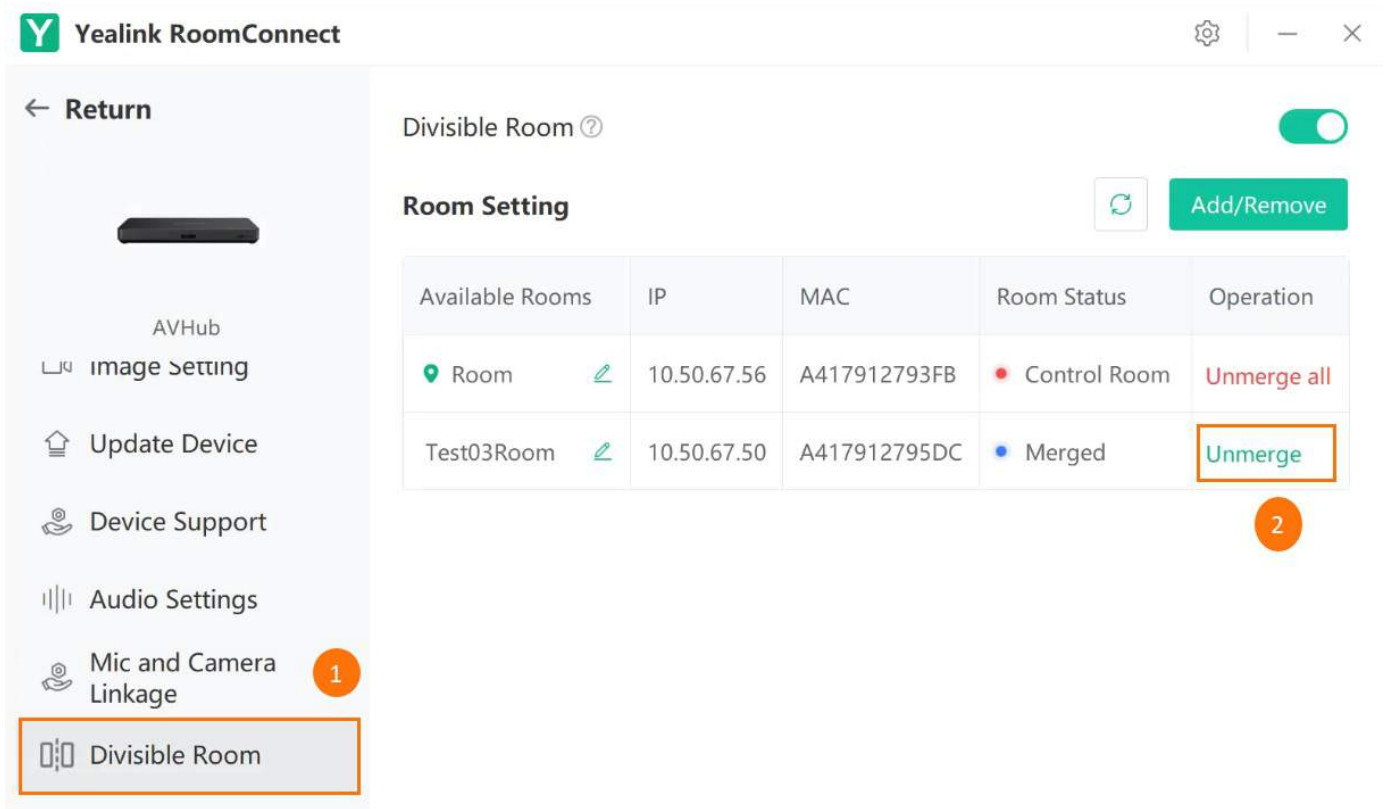 Yealink RoomConnect
← Return
AVHub
Image Setting
Update Device
Device Support
Audio Settings
Mic and Camera
Linkage
1
Divisible Room
Divisible Room ?
Room Setting
Add/Remove
Available Rooms IP MAC Room Status Operation
Room 10.50.67.56 A417912793FB Control Room Unmerge all
Test03Room 10.50.67.50 A417912795DC Merged Unmerge
2